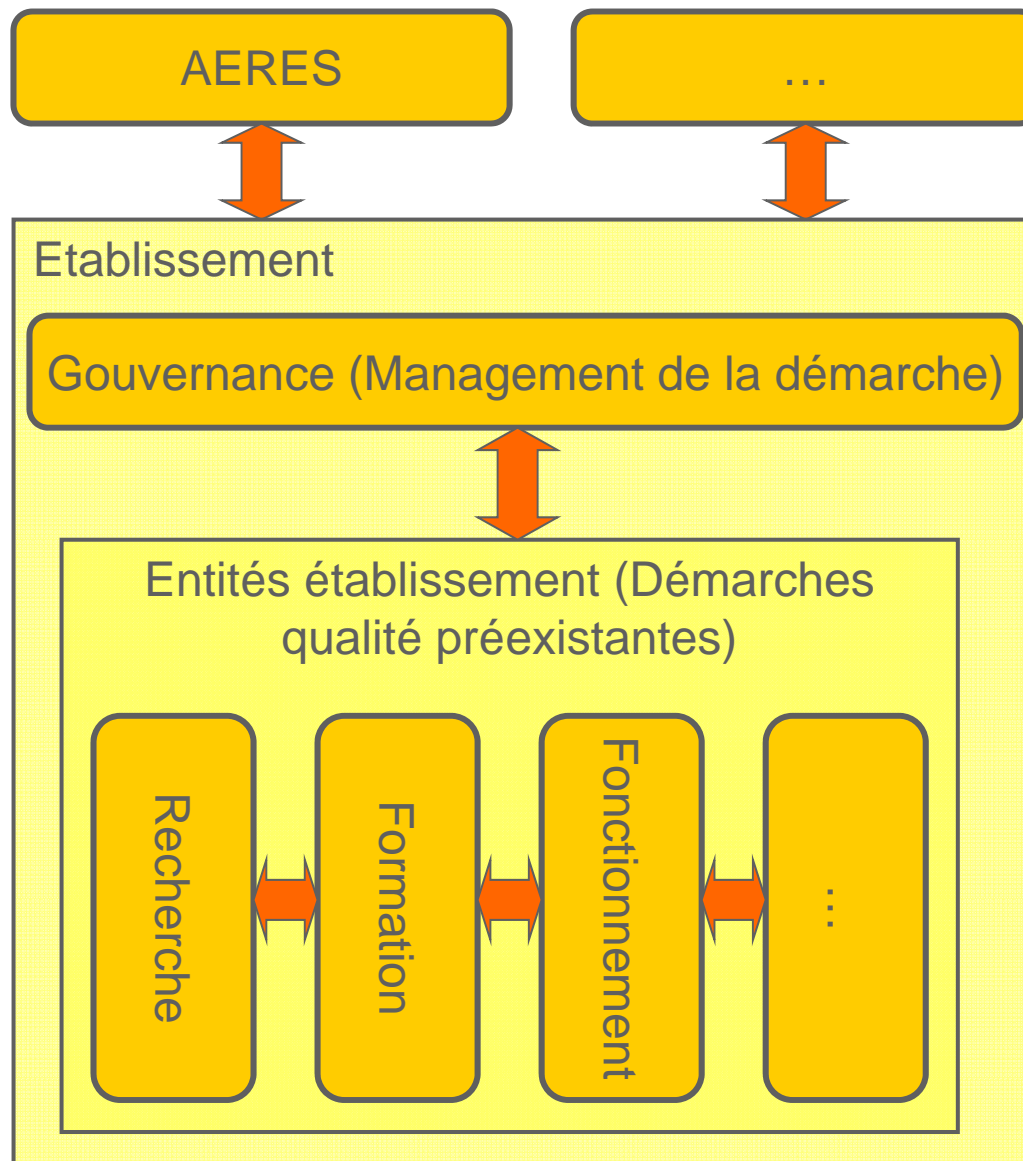 AERES
…
Etablissement
Gouvernance (Management de la démarche)
Entités établissement (Démarches
qualité préexistantes)
Recherche
Formation
Fonctionnement
…